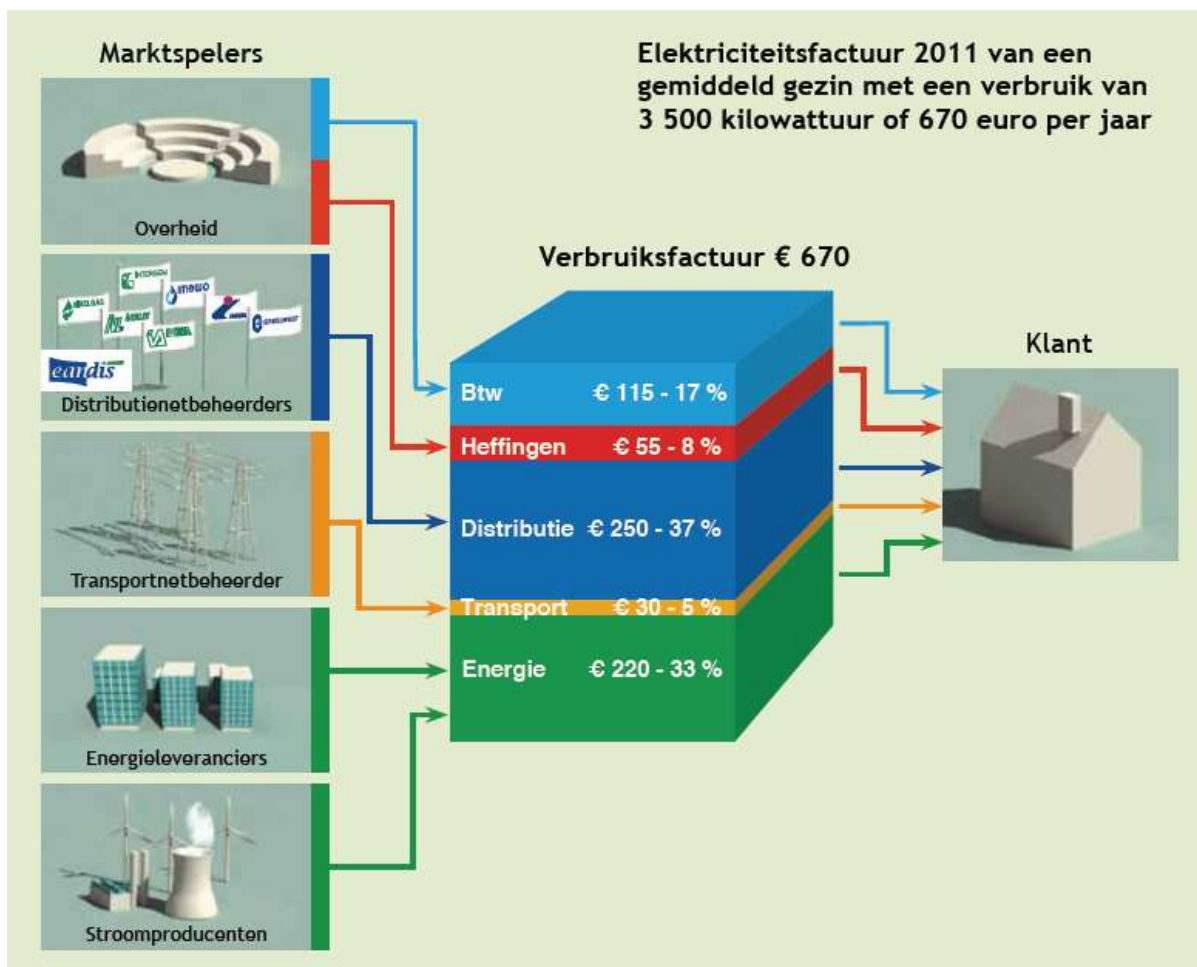 Marktspelers
Elektriciteitsfactuur 2011 van een
gemiddeld gezin met een verbruik van
3 500 kilowattuur of 670 euro per jaar
Overheid
imewo
eandis
Distributienetbeheerders
Transportnetbeheerder
Energieleveranciers
Stroomproducenten
Verbruiksfactuur € 670
Btw € 115 - 17 %
Heffingen € 55 - 8 %
Distributie € 250 - 37 %
Transport € 30 - 5 %
Energie € 220 - 33 %
Klant